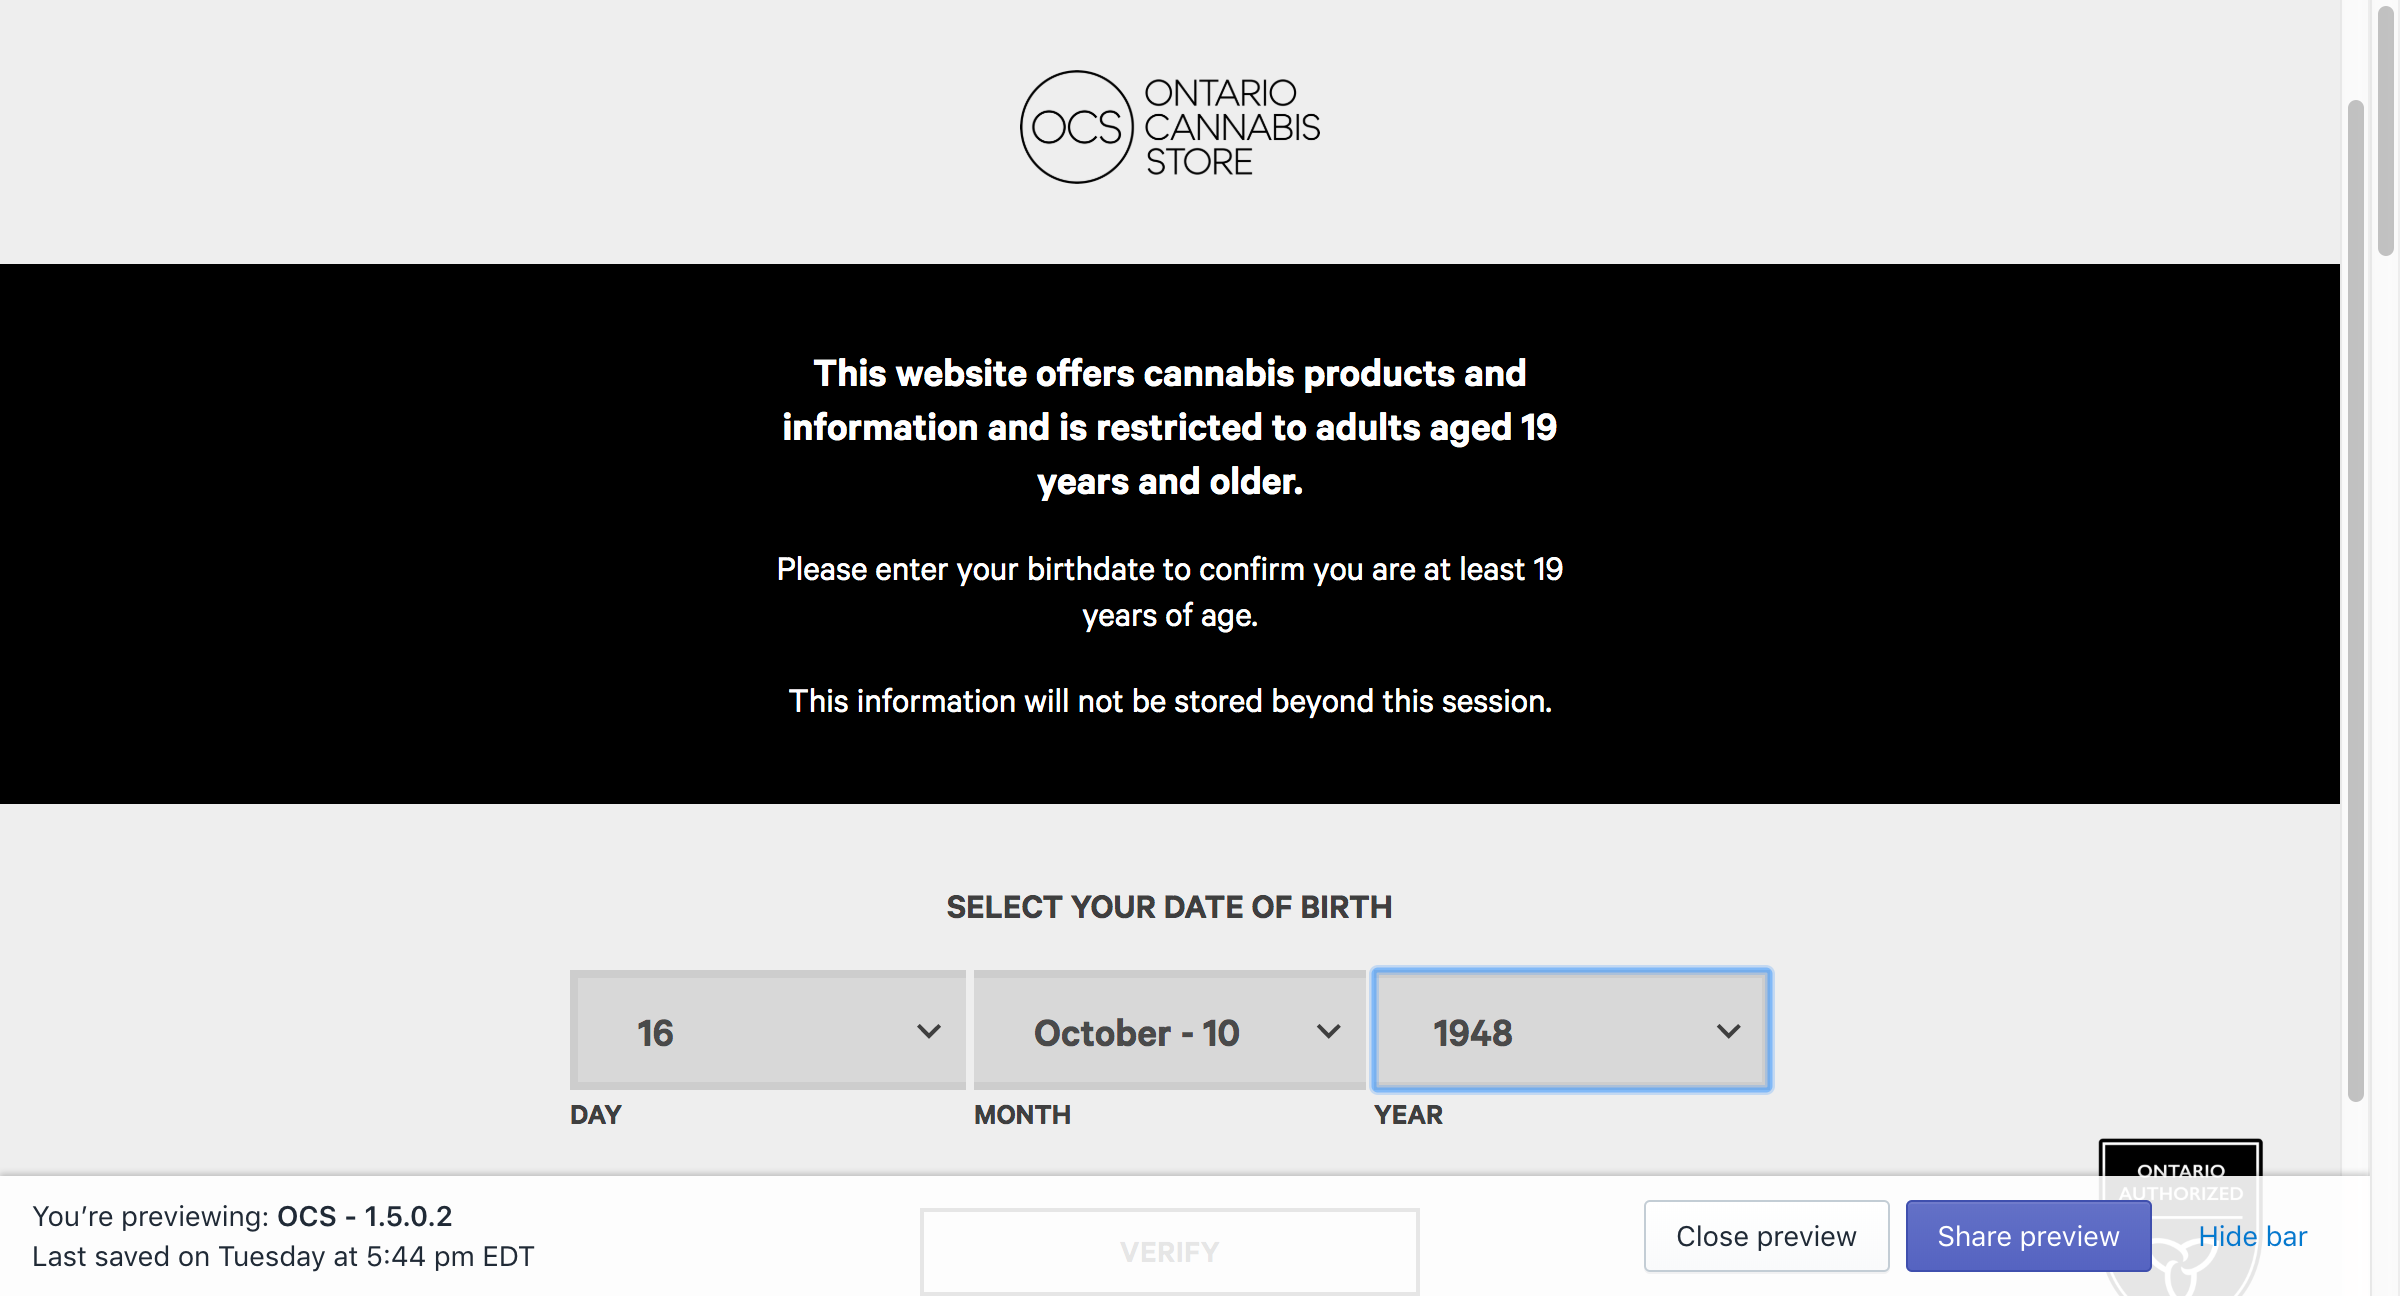 OCS
ONTARIO
CANNABIS
STORE
This website offers cannabis products and
information and is restricted to adults aged 19
years and older.
Please enter your birthdate to confirm you are at least 19
years of age.
This information will not be stored beyond this session.
SELECT YOUR DATE OF BIRTH
16
October - 10
1948
DAY
MONTH
YEAR
ONTARIO
AUTHORIZED
You’re previewing: OCS - 1.5.0.2
Last saved on Tuesday at 5:44 pm EDT
VERIFY
Close preview
Share preview
Hide bar